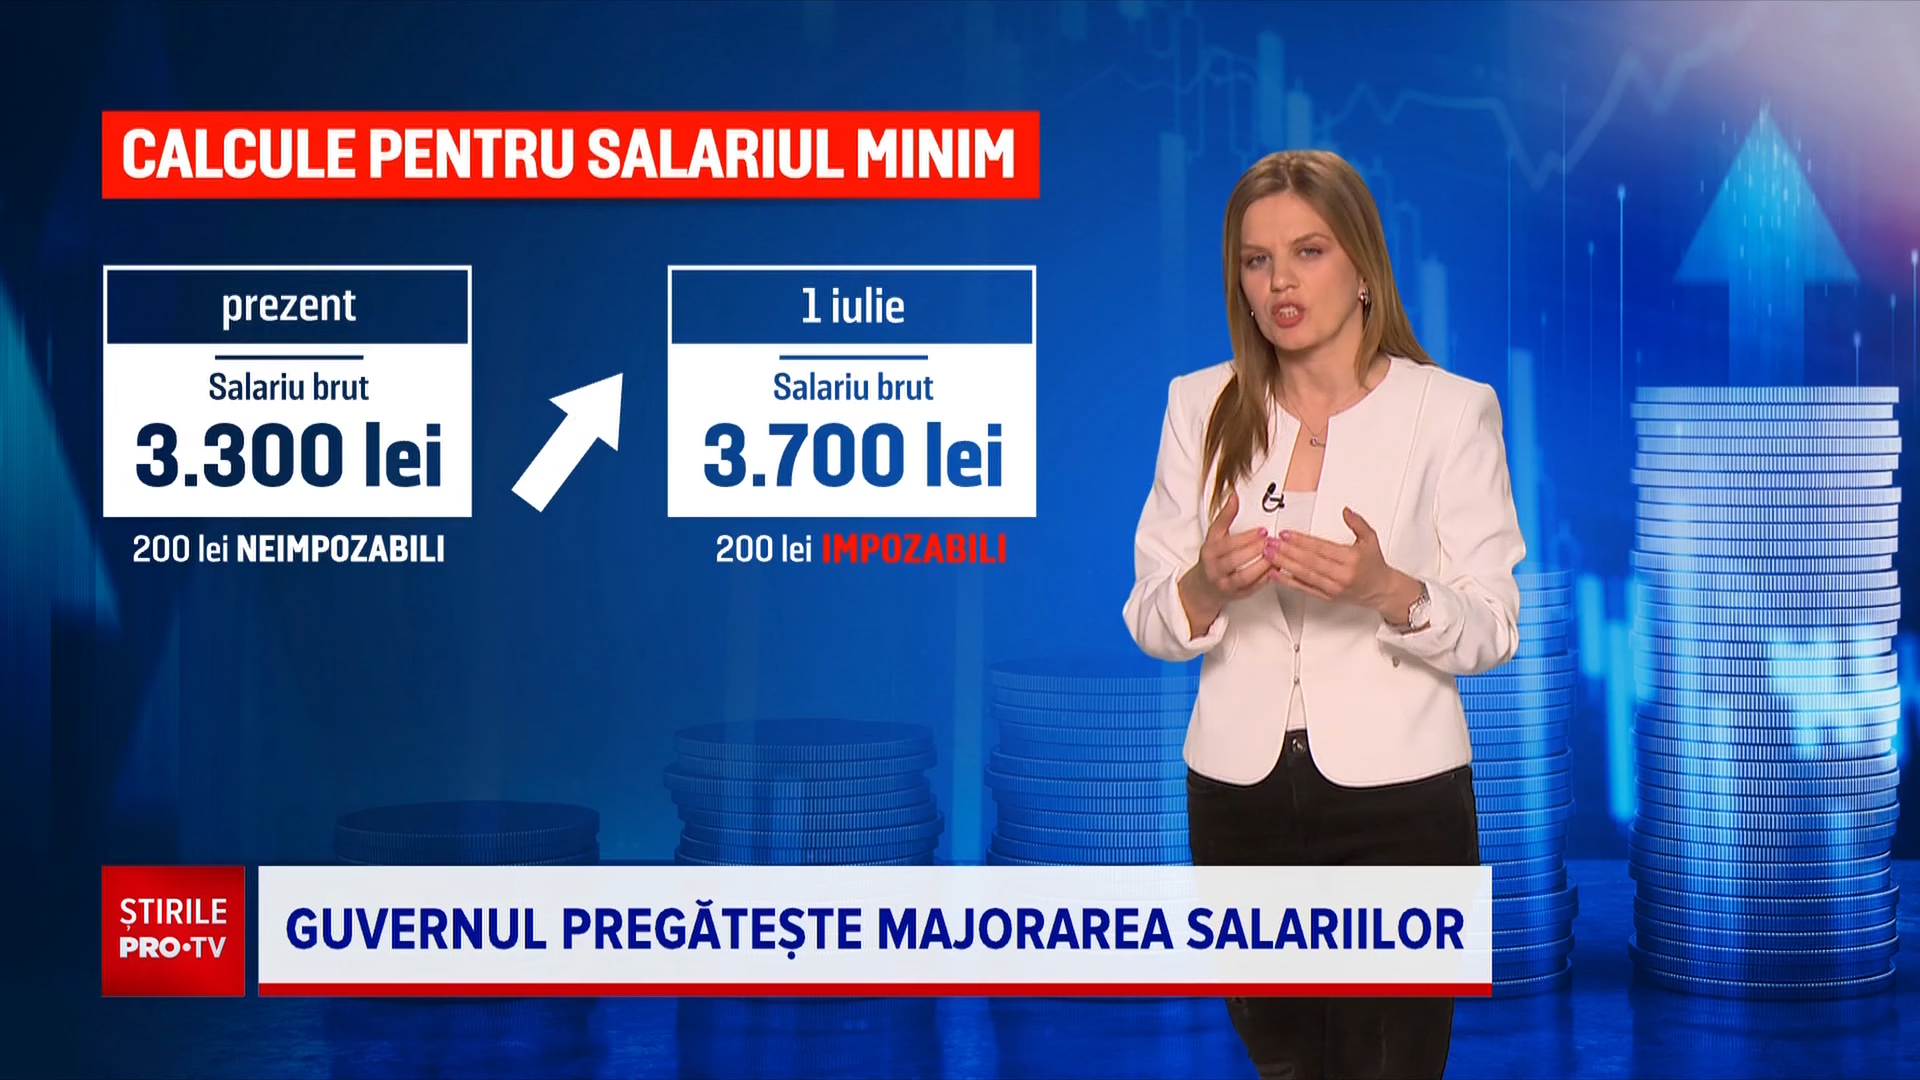 CALCULE PENTRU SALARIUL MINIM
prezent
Salariu brut
3.300 lei
200 lei NEIMPOZABILI
1 iulie
Salariu brut
3.700 lei
200 lei IMPOZABILI
ȘTIRILE
PRO•TV
GUVERNUL PREGĂTEȘTE MAJORAREA SALARIILOR